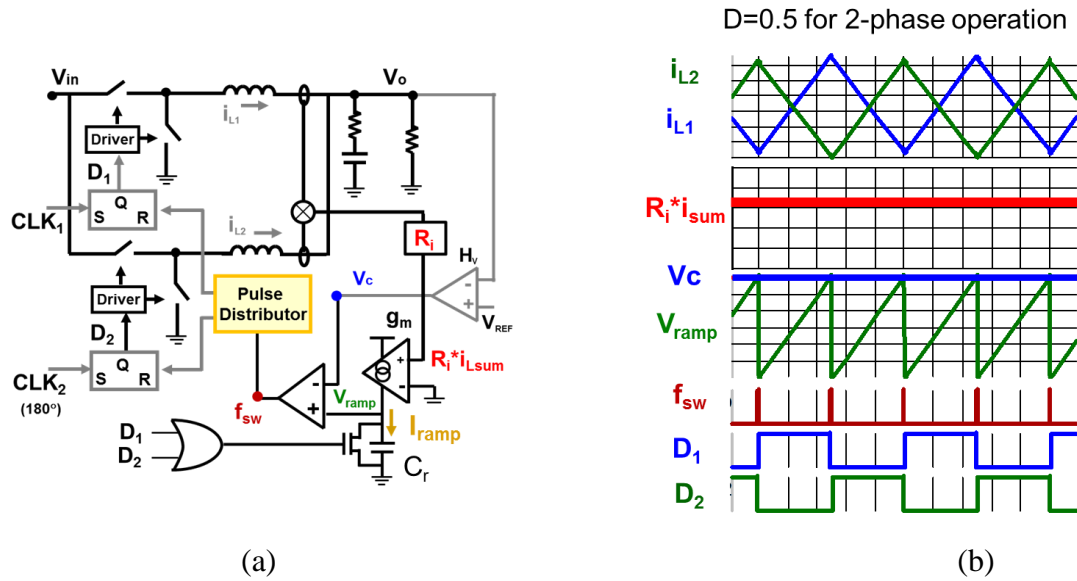 D=0.5 for 2-phase operation
Vin
Vo
iL1
Driver
D1
Q
S
R
CLK1
iL2
Ri
Driver
D2
Q
S
R
CLK2
(180°)
Pulse
Distributor
Vc
Hv
-
+
VREF
gm
+
-
Ri*iLsum
-
+
Vramp
fsw
Iramp
D1
D2
Cr
(a)
iL2
iL1
Ri*isum
Vc
Vramp
fsw
D1
D2
(b)